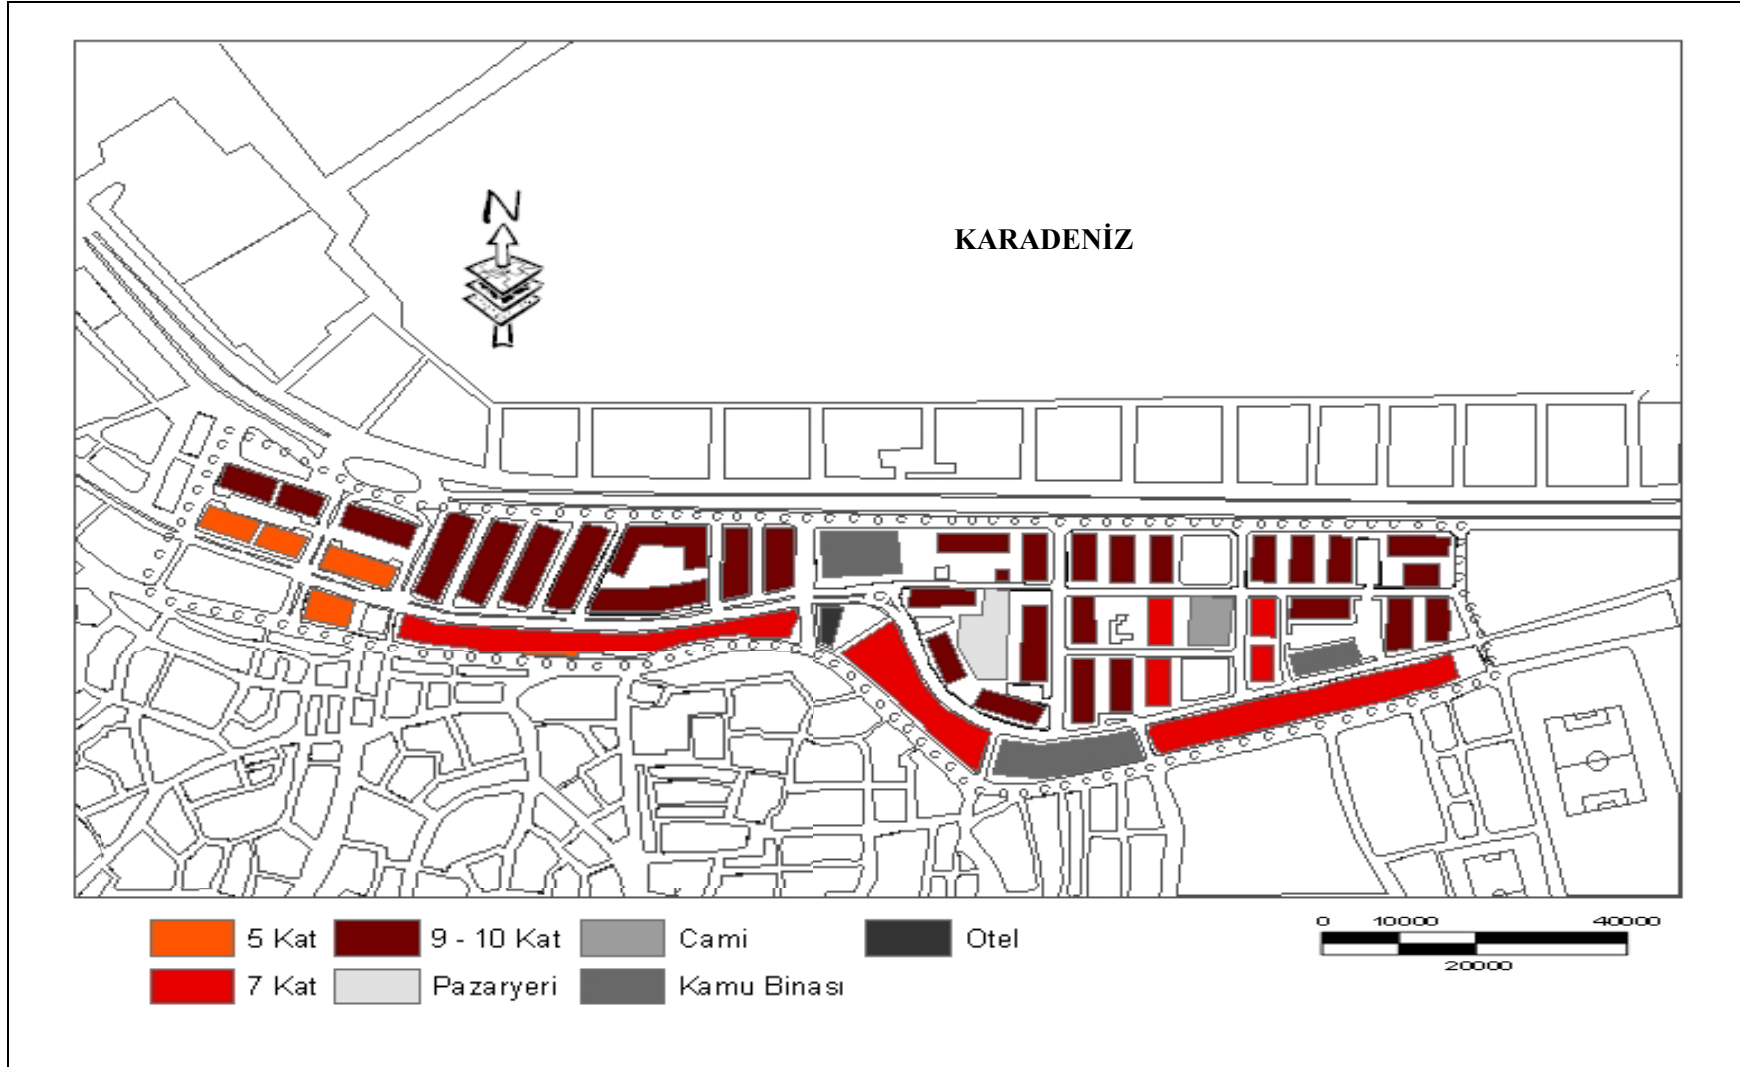 N
KARADENİZ
5 Kat
9 - 10 Kat
Cami
Otel
7 Kat
Pazaryeri
Kamu Binası
0 10000 40000
20000